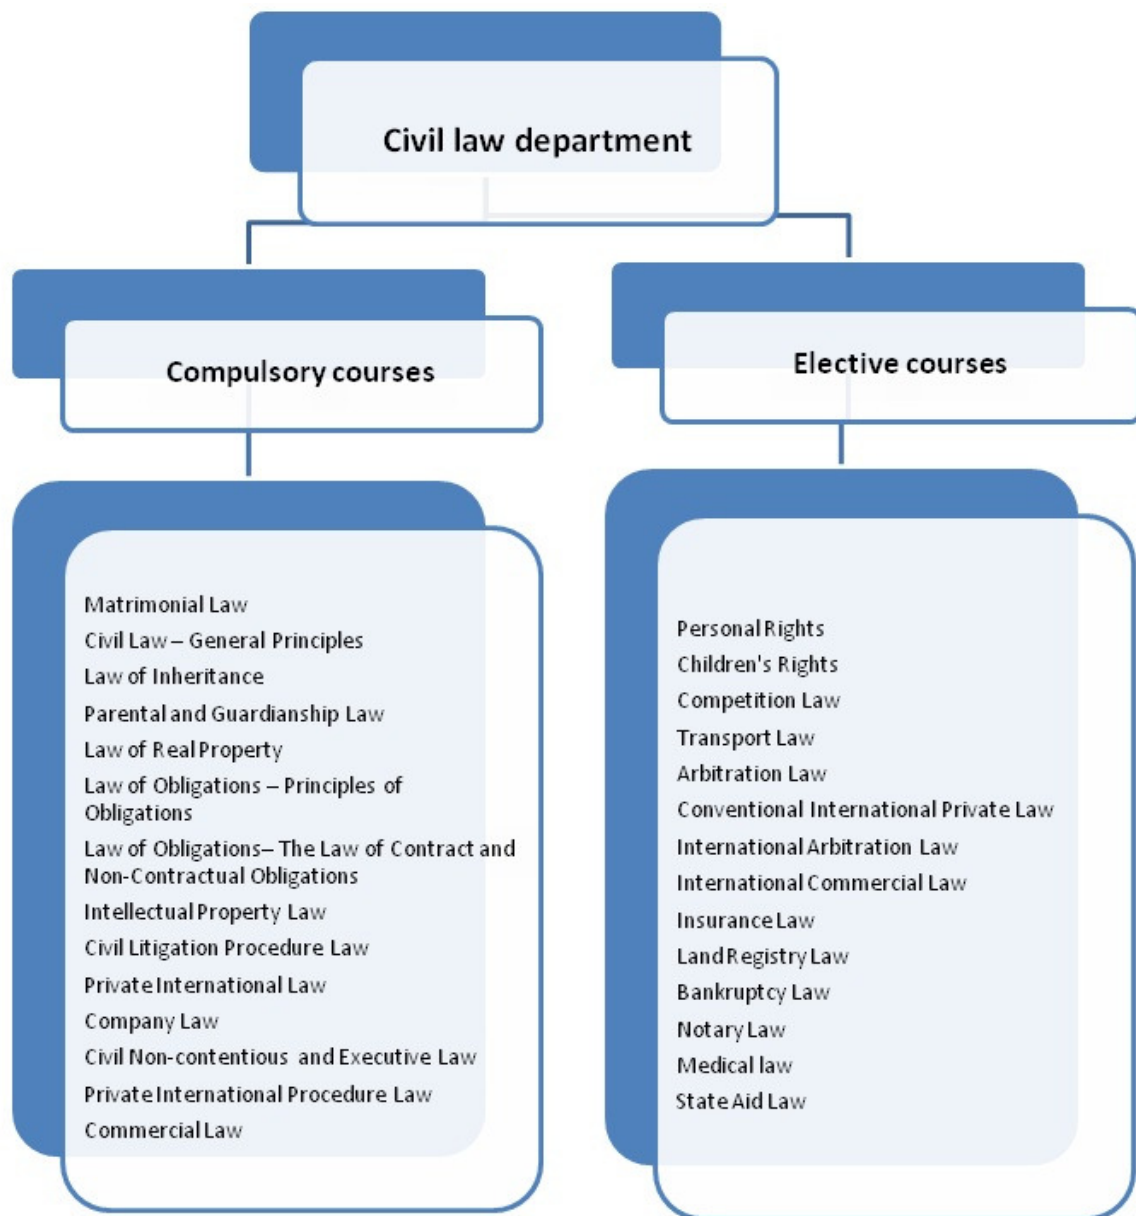 Civil law department
Compulsory courses
Elective courses
Matrimonial Law
Civil Law – General Principles
Law of Inheritance
Parental and Guardianship Law
Law of Real Property
Law of Obligations – Principles of
Obligations
Law of Obligations– The Law of Contract and
Non-Contractual Obligations
Intellectual Property Law
Civil Litigation Procedure Law
Private International Law
Company Law
Civil Non-contentious and Executive Law
Private International Procedure Law
Commercial Law
Personal Rights
Children's Rights
Competition Law
Transport Law
Arbitration Law
Conventional International Private Law
International Arbitration Law
International Commercial Law
Insurance Law
Land Registry Law
Bankruptcy Law
Notary Law
Medical law
State Aid Law